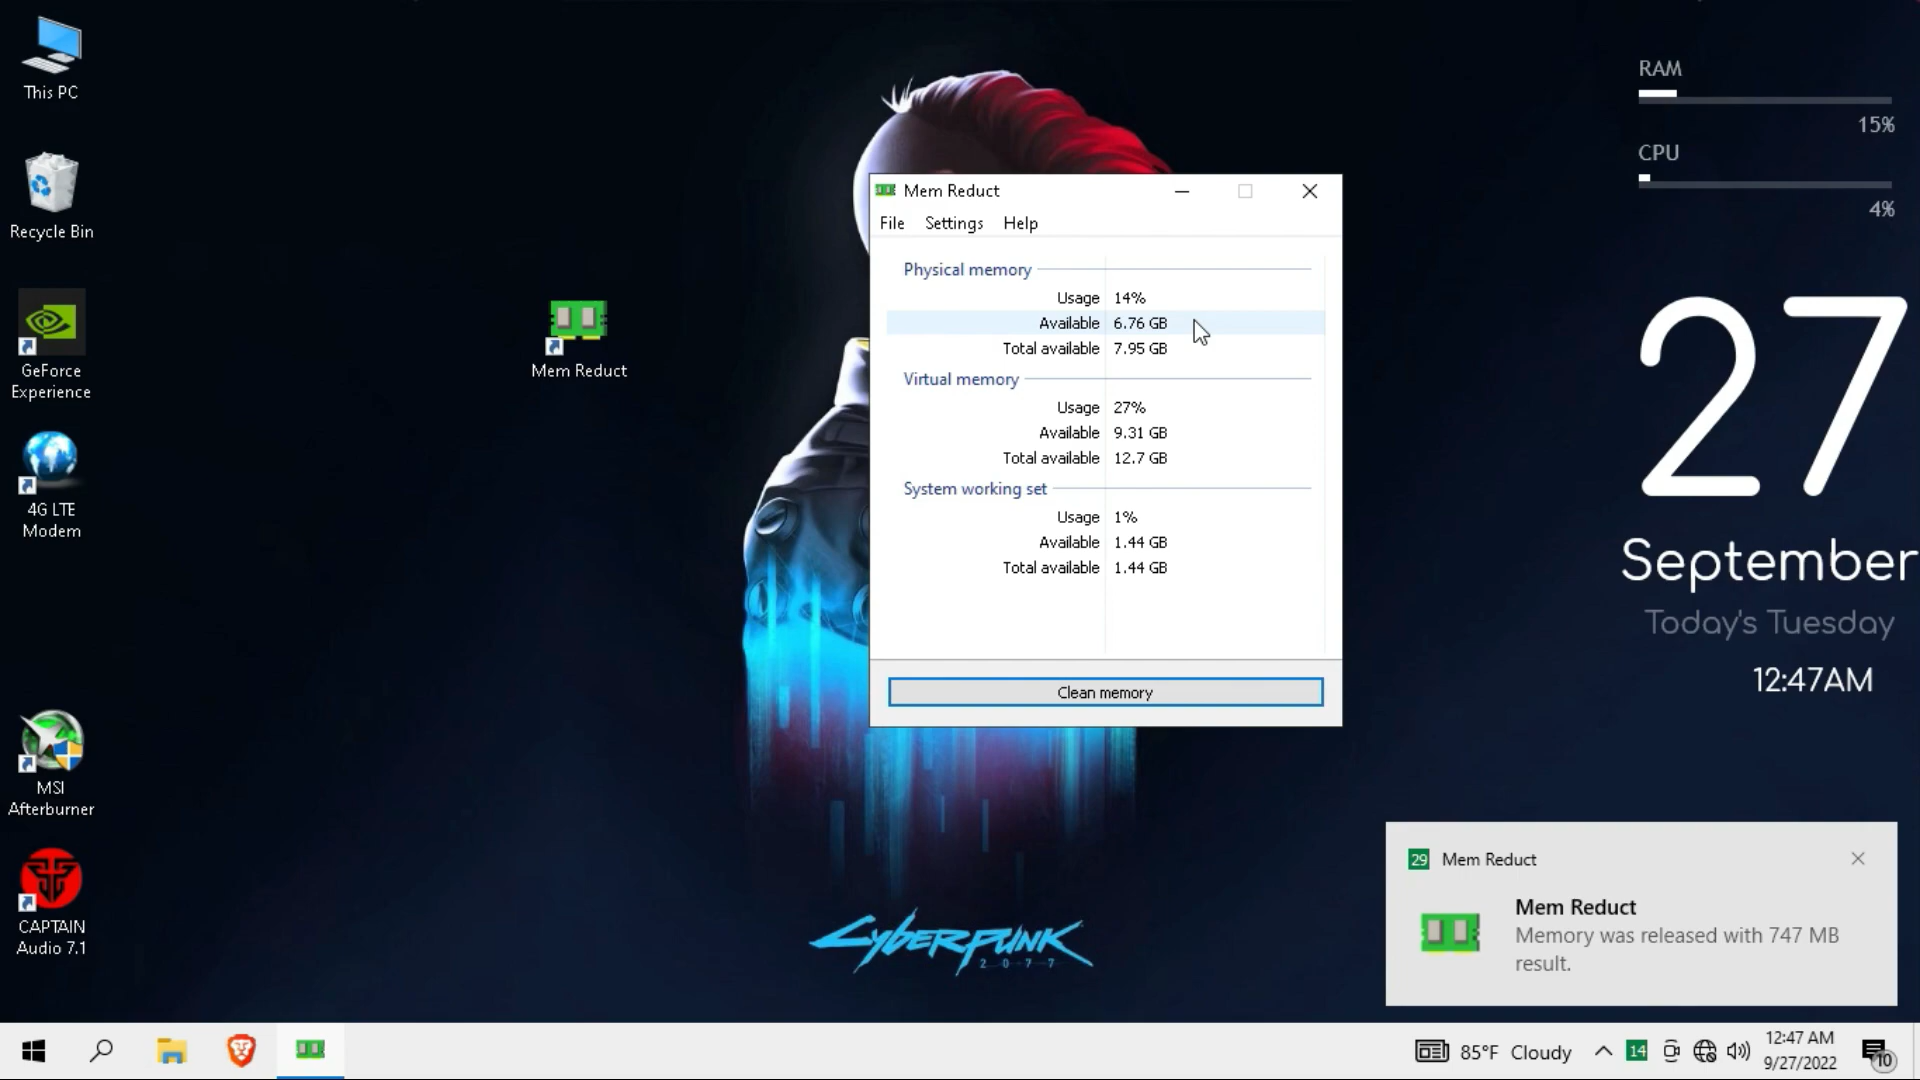 This PC
Recycle Bin
GeForce
Experience
4G LTE
Modem
MSI
Afterburner
CAPTAIN
Audio 7.1
Mem Reduct
Mem Reduct
File Settings Help
Physical memory
Usage 14%
Available 6.76 GB
Total available 7.95 GB
Virtual memory
Usage 27%
Available 9.31 GB
Total available 12.7 GB
System working set
Usage 1%
Available 1.44 GB
Total available 1.44 GB
Clean memory
CYBERPUNK
2077
RAM
15%
CPU
4%
27
September
Today's Tuesday
12:47AM
29 Mem Reduct
Mem Reduct
Memory was released with 747 MB
result.
85°F Cloudy
14
12:47 AM
9/27/2022
10